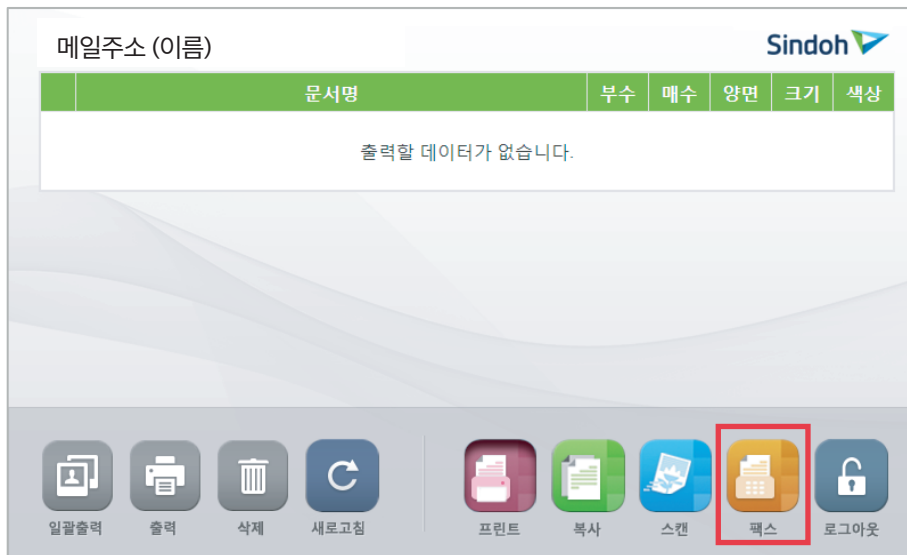 메일주소 (이름)
Sindoh
문서명 부수 매수 양면 크기 색상
출력할 데이터가 없습니다.
일괄출력 출력 삭제 새로고침 프린트 복사 스캔 팩스 로그아웃